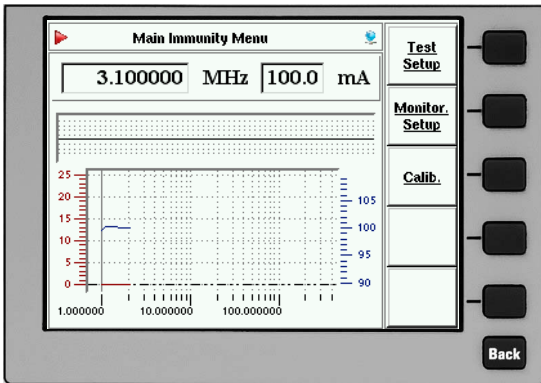 Main Immunity Menu
3.100000 MHz 100.0 mA
Test
Setup
Monitor.
Setup
Calib.
25
20
15
10
5
0
105
100
95
90
1.000000 10.000000 100.000000
Back